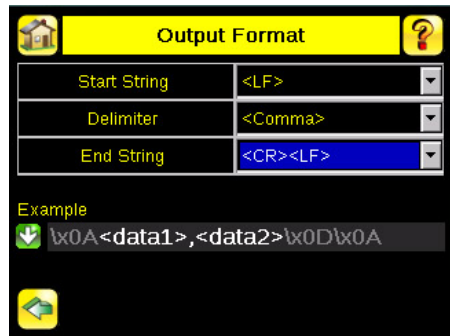 Output Format
?
Start String <LF>
Delimiter <Comma>
End String <CR><LF>
Example
\x0A<data1>,<data2>\x0D\x0A